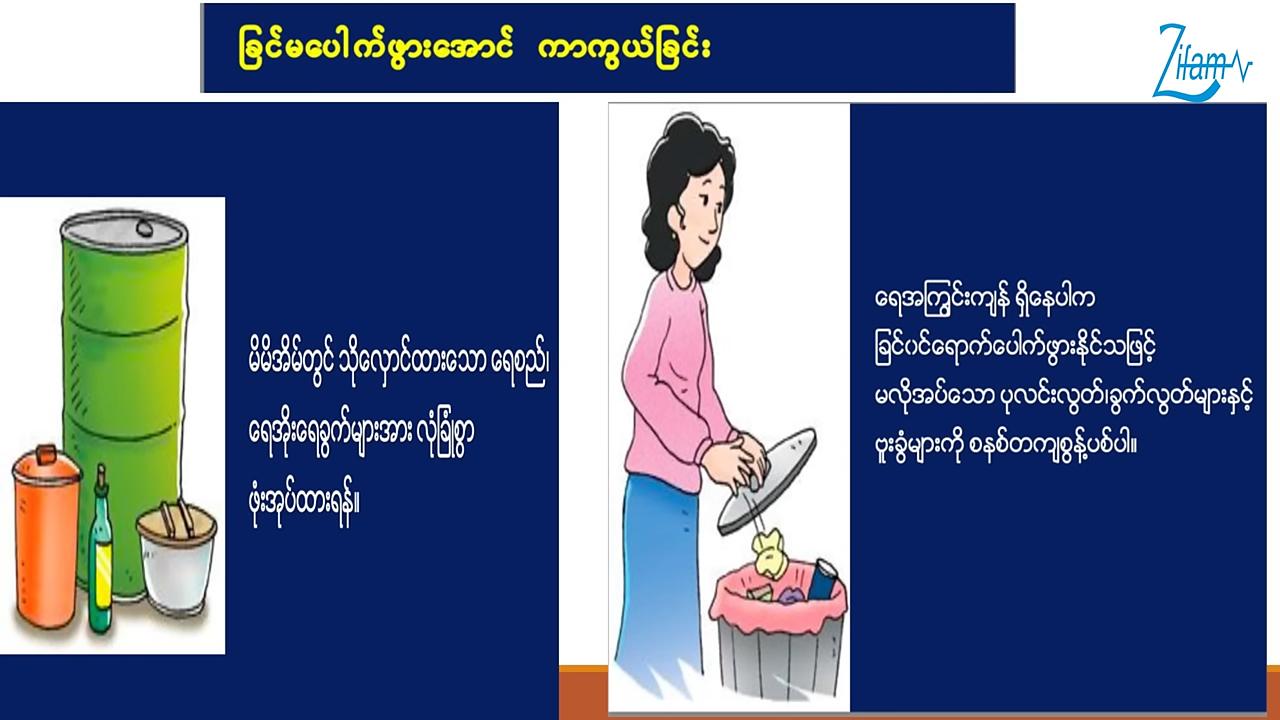 ခြင်မပေါက်ဖွားအောင် ကာကွယ်ခြင်း
Zifam
မိမိအိမ်တွင် သိုလှောင်ထားသော ရေစည်၊
ရေအိုးရေခွက်များအား လုံခြုံစွာ
ဖုံးအုပ်ထားရန်။
ရေအကြွင်းကျန် ရှိနေပါက
ခြင်ဝင်ရောက်ပေါက်ဖွားနိုင်သဖြင့်
မလိုအပ်သော ပုလင်းလွတ်၊ခွက်လွတ်များနှင့်
ဗူးခွံများကို စနစ်တကျစွန့်ပစ်ပါ။